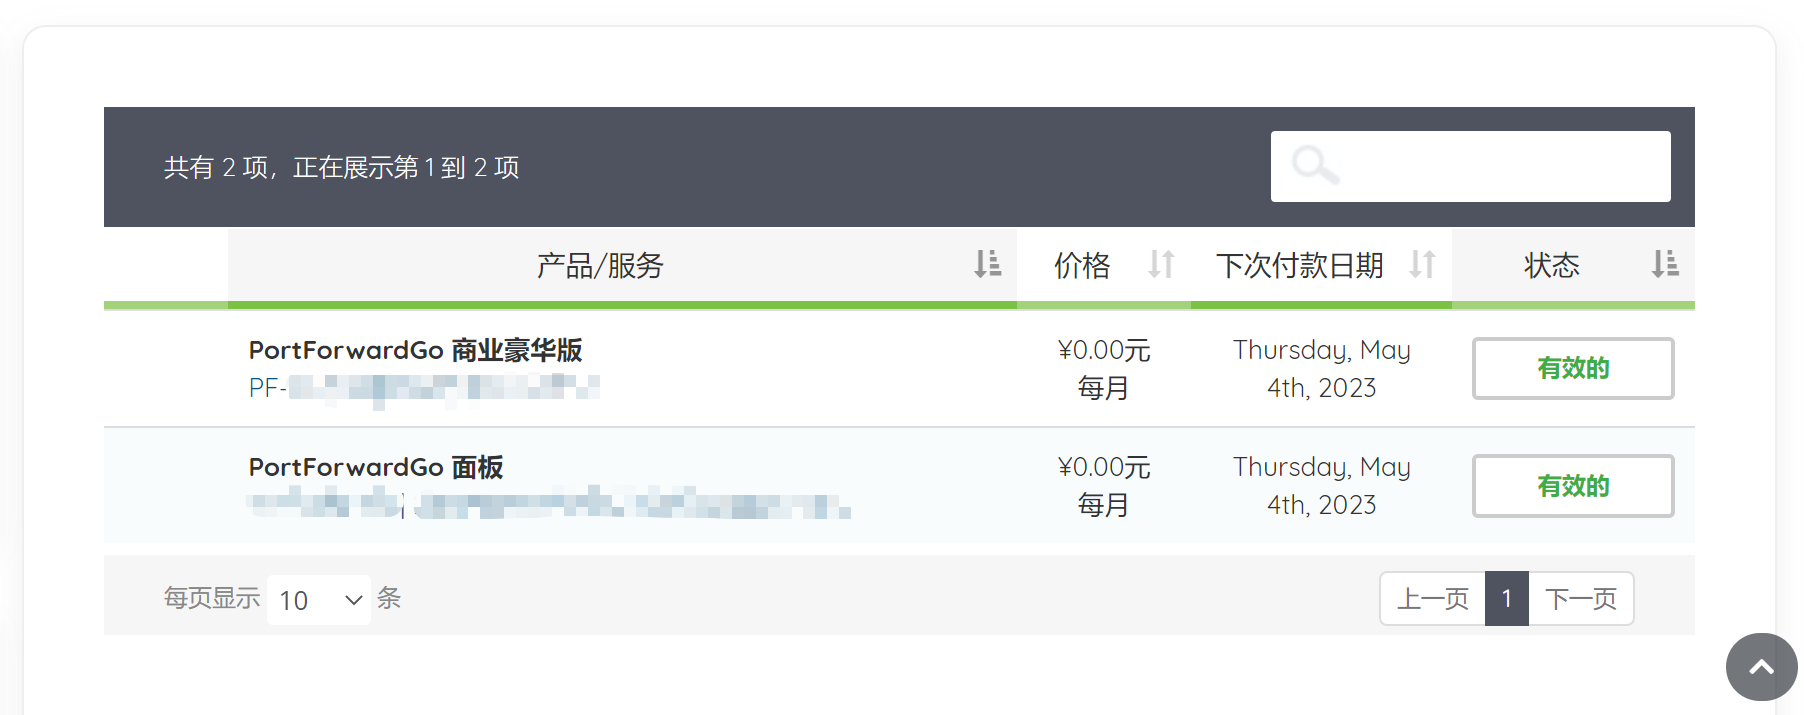 共有 2 项，正在展示第 1 到 2 项
产品/服务 价格 下次付款日期 状态
PortForwardGo 商业豪华版 ¥0.00元 Thursday, May 有效的
PF- 每月 4th, 2023
PortForwardGo 面板 ¥0.00元 Thursday, May 有效的
每月 4th, 2023
每页显示 10 条 上一页 1 下一页